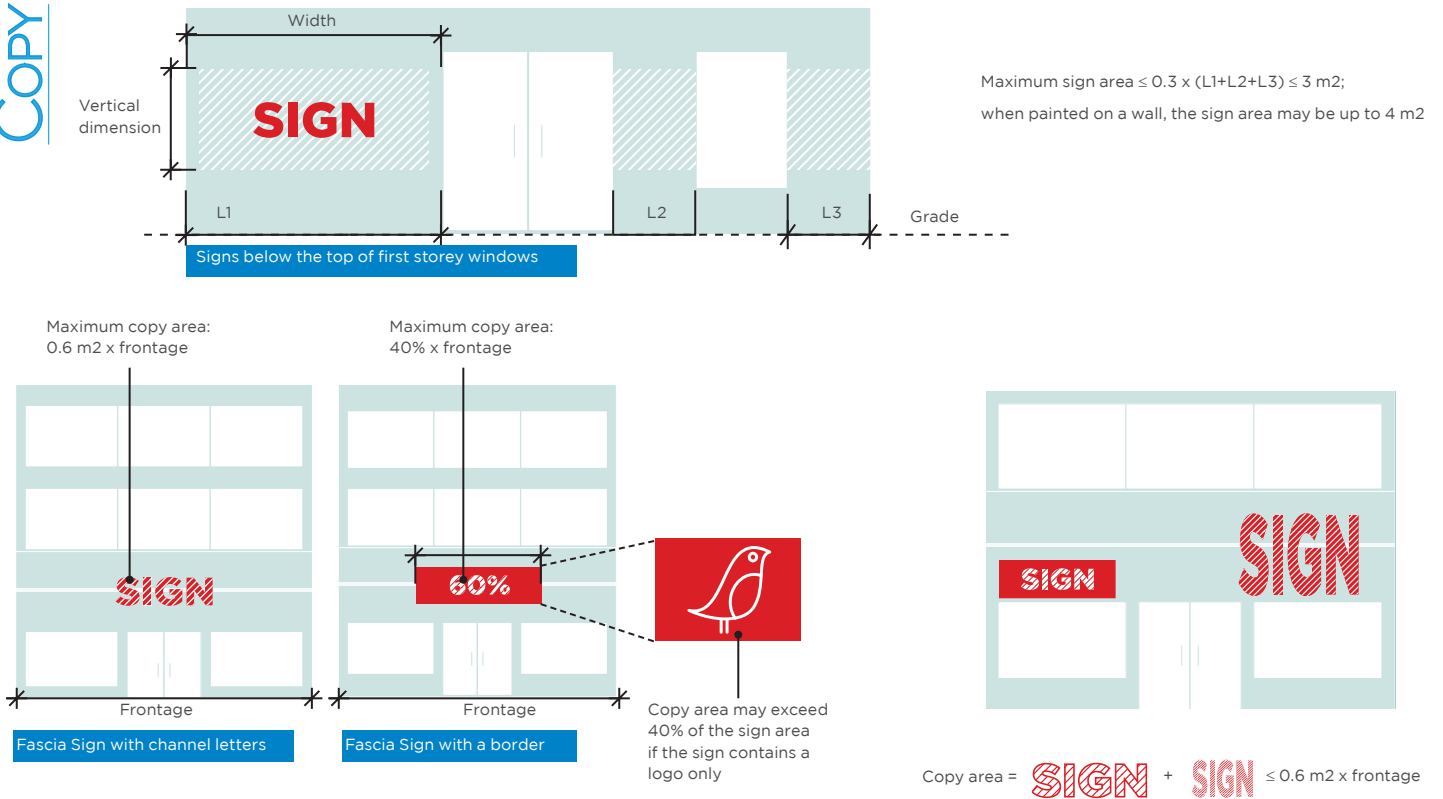 COPY
Width
Vertical
dimension
SIGN
Maximum sign area ≤ 0.3 x (L1+L2+L3) ≤ 3 m2;
when painted on a wall, the sign area may be up to 4 m2
L1
L2
L3
Grade
Signs below the top of first storey windows
Maximum copy area:
0.6 m2 x frontage
Maximum copy area:
40% x frontage
SIGN
60%
SIGN
SIGN
Frontage
Frontage
Fascia Sign with channel letters
Fascia Sign with a border
Copy area may exceed
40% of the sign area
if the sign contains a
logo only
Copy area = SIGN + SIGN ≤ 0.6 m2 x frontage